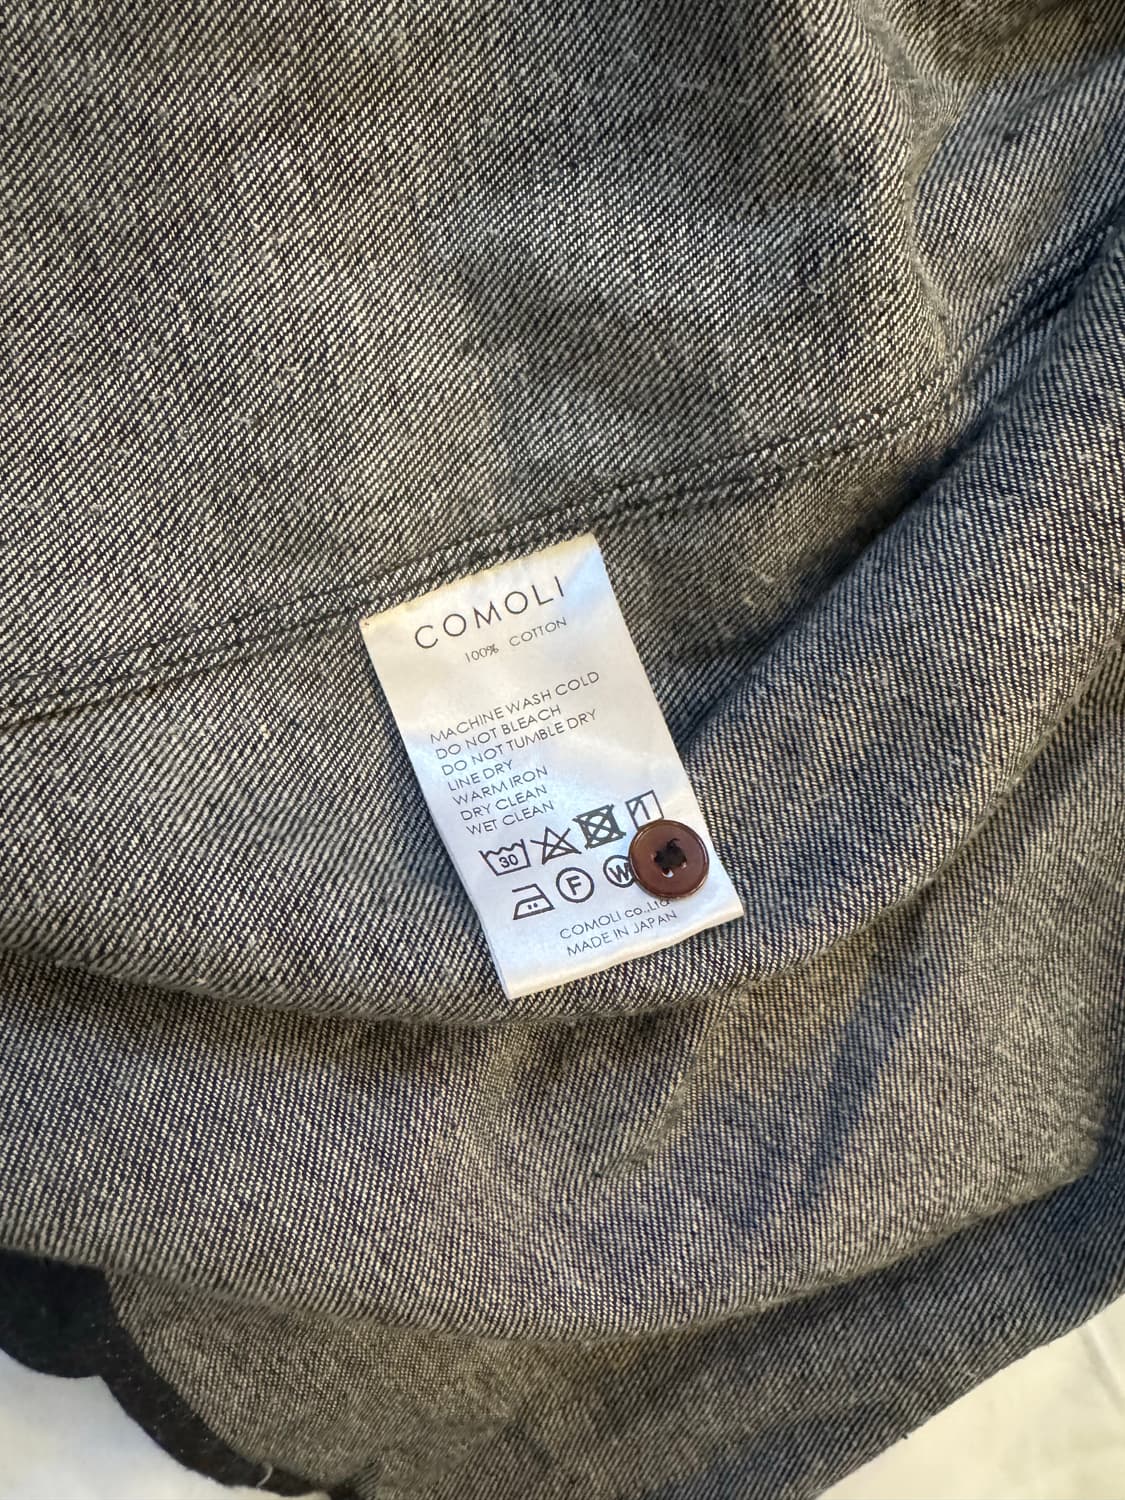 COMOLI
100% COTTON
MACHINE WASH COLD
DO NOT BLEACH
DO NOT TUMBLE DRY
LINE DRY
WARM IRON
DRY CLEAN
WET CLEAN
30
F W
COMOLI co.,Ltd
MADE IN JAPAN